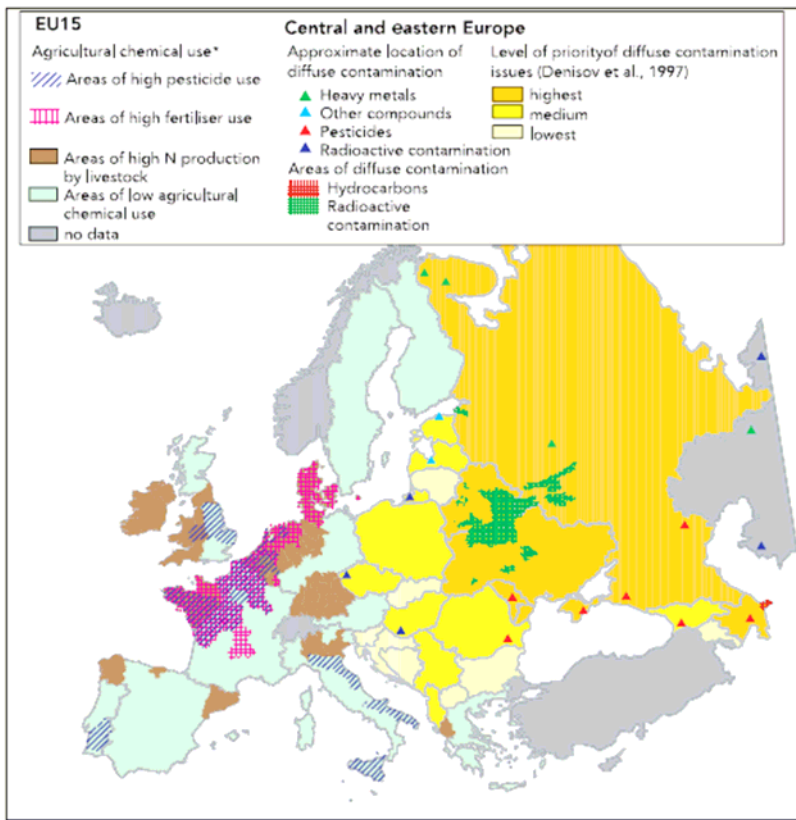 EU15
Agricultural chemical use*
Areas of high pesticide use
Areas of high fertiliser use
Areas of high N production
by livestock
Areas of low agricultural
chemical use
no data
Central and eastern Europe
Approximate location of
diffuse contamination
Heavy metals
Other compounds
Pesticides
Radioactive contamination
Areas of diffuse contamination
Hydrocarbons
Radioactive
contamination
Level of priorityof diffuse contamination
issues (Denisov et al., 1997)
highest
medium
lowest